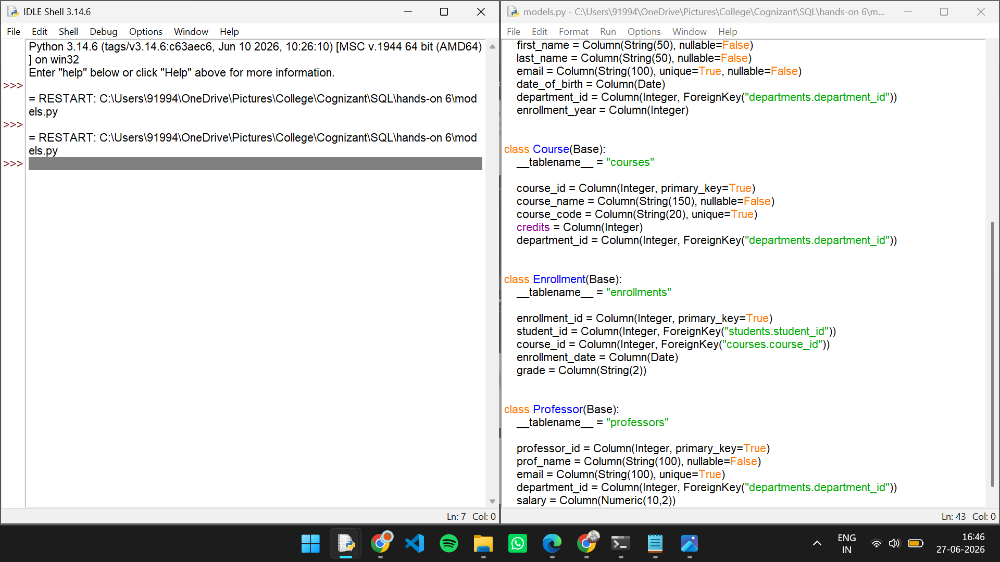 IDLE Shell 3.14.6
File Edit Shell Debug Options Window Help
Python 3.14.6 (tags/v3.14.6:c63aec6, Jun 10 2026, 10:26:10) [MSC v.1944 64 bit (AMD64)
] on win32
Enter "help" below or click "Help" above for more information.
>>>
= RESTART: C:\Users\91994\OneDrive\Pictures\College\Cognizant\SQL\hands-on 6\mod
els.py
>>>
= RESTART: C:\Users\91994\OneDrive\Pictures\College\Cognizant\SQL\hands-on 6\mod
els.py
>>>
Ln: 7 Col: 0
models.py - C:\Users\91994\OneDrive\Pictures\College\Cognizant\SQL\hands-on 6\m...
File Edit Format Run Options Window Help
first_name = Column(String(50), nullable=False)
last_name = Column(String(50), nullable=False)
email = Column(String(100), unique=True, nullable=False)
date_of_birth = Column(Date)
department_id = Column(Integer, ForeignKey("departments.department_id"))
enrollment_year = Column(Integer)
class Course(Base):
__tablename__ = "courses"
course_id = Column(Integer, primary_key=True)
course_name = Column(String(150), nullable=False)
course_code = Column(String(20), unique=True)
credits = Column(Integer)
department_id = Column(Integer, ForeignKey("departments.department_id"))
class Enrollment(Base):
__tablename__ = "enrollments"
enrollment_id = Column(Integer, primary_key=True)
student_id = Column(Integer, ForeignKey("students.student_id"))
course_id = Column(Integer, ForeignKey("courses.course_id"))
enrollment_date = Column(Date)
grade = Column(String(2))
class Professor(Base):
__tablename__ = "professors"
professor_id = Column(Integer, primary_key=True)
prof_name = Column(String(100), nullable=False)
email = Column(String(100), unique=True)
department_id = Column(Integer, ForeignKey("departments.department_id"))
salary = Column(Numeric(10,2))
Ln: 43 Col: 0
ENG
IN
16:46
27-06-2026